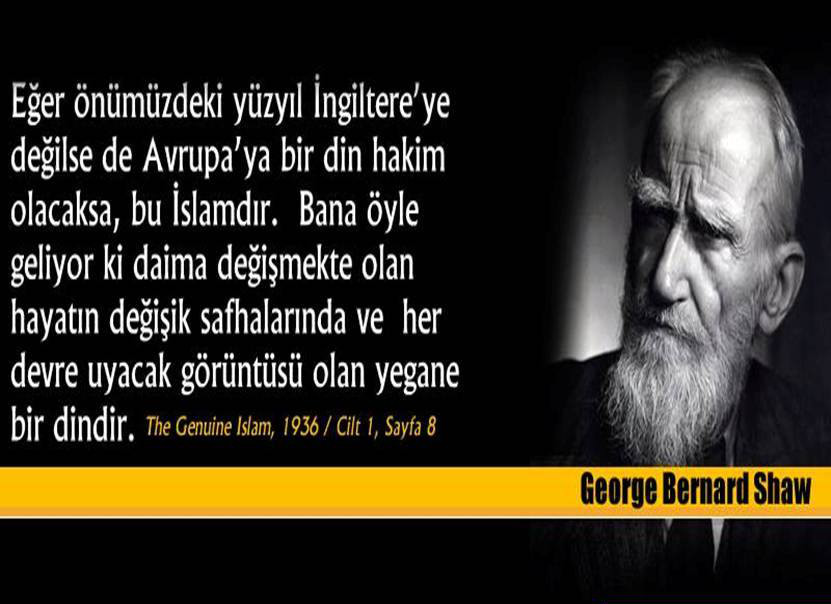 Eğer önümüzdeki yüzyıl İngiltere'ye
değilse de Avrupa'ya bir din hakim
olacaksa, bu İslamdır. Bana öyle
geliyor ki daima değişmekte olan
hayatın değişik safhalarında ve her
devre uyacak görüntüsü olan yegane
bir dindir. The Genuine Islam, 1936 / Cilt 1, Sayfa 8
George Bernard Shaw